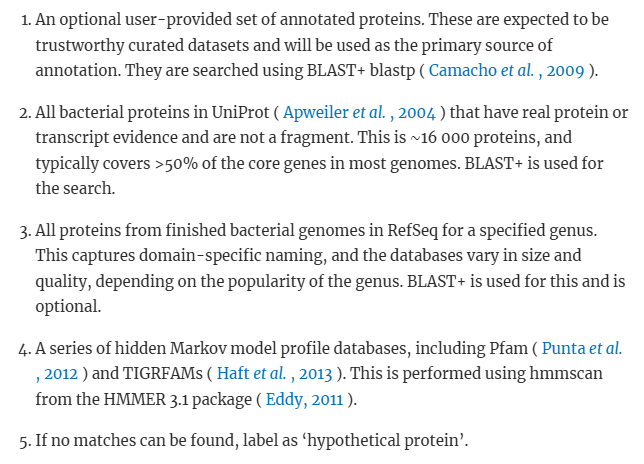 1. An optional user-provided set of annotated proteins. These are expected to be
trustworthy curated datasets and will be used as the primary source of
annotation. They are searched using BLAST+ blastp ( Camacho et al. , 2009 ).
2. All bacterial proteins in UniProt ( Apweiler et al. , 2004 ) that have real protein or
transcript evidence and are not a fragment. This is ~16 000 proteins, and
typically covers >50% of the core genes in most genomes. BLAST+ is used for
the search.
3. All proteins from finished bacterial genomes in RefSeq for a specified genus.
This captures domain-specific naming, and the databases vary in size and
quality, depending on the popularity of the genus. BLAST+ is used for this and is
optional.
4. A series of hidden Markov model profile databases, including Pfam ( Punta et al.
, 2012 ) and TIGRFAMs ( Haft et al. , 2013 ). This is performed using hmmscan
from the HMMER 3.1 package ( Eddy, 2011 ).
5. If no matches can be found, label as ‘hypothetical protein’.